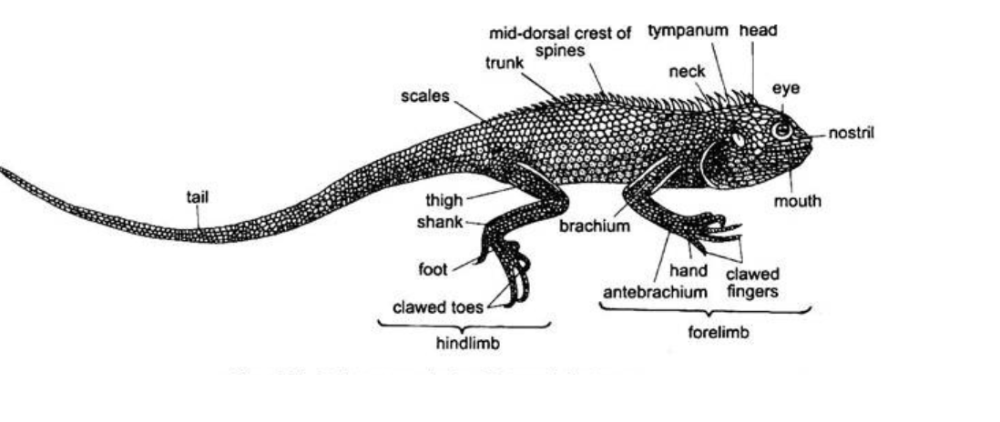 mid-dorsal crest of
spines
tympanum
head
trunk
neck
eye
scales
nostril
tail
thigh
mouth
shank
brachium
foot
hand
clawed
fingers
antebrachium
clawed toes
forelimb
hindlimb